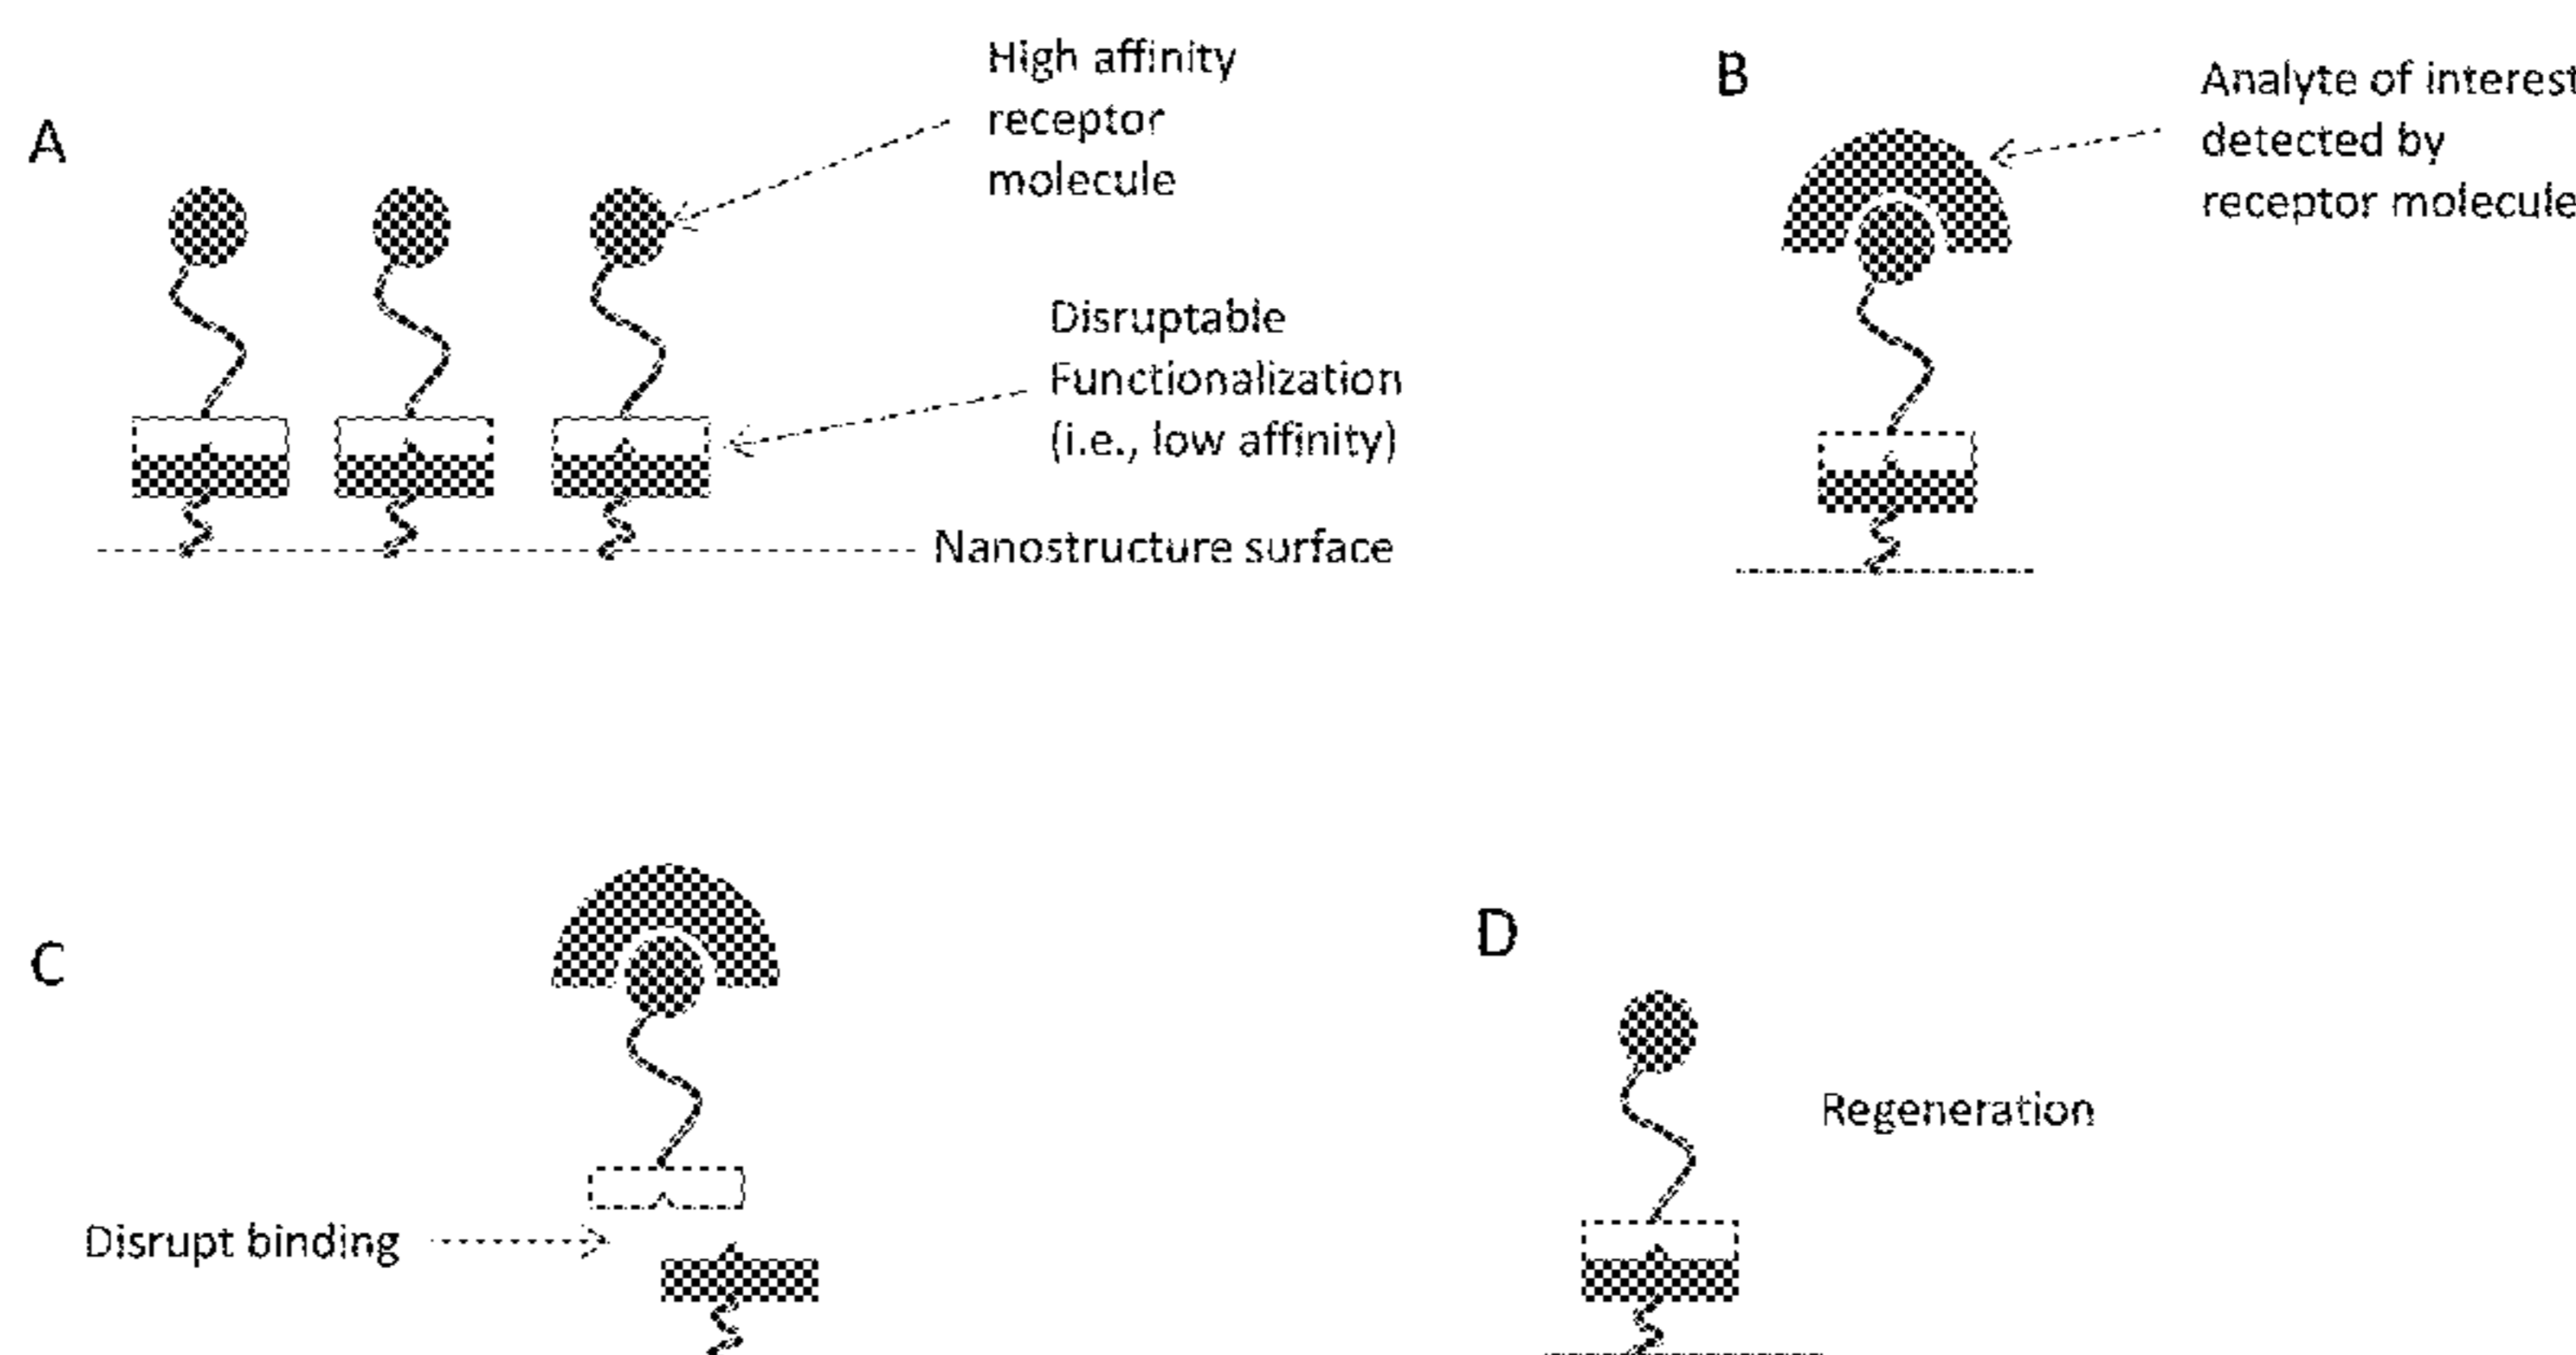 A
High affinity
receptor
molecule
Disruptable
Functionalization
(i.e., low affinity)
Nanostructure surface
B
Analyte of interest
detected by
receptor molecule
C
Disrupt binding
D
Regeneration